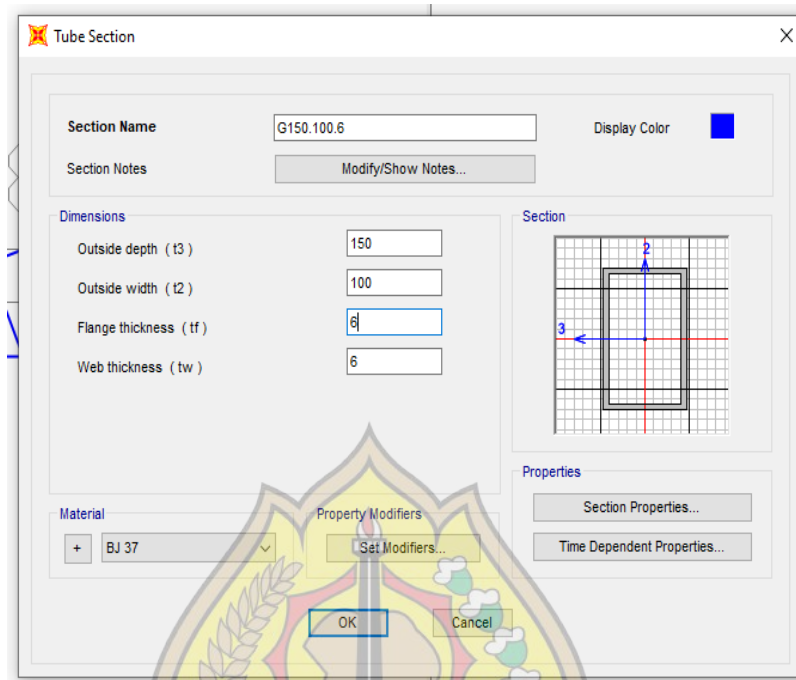 Tube Section
Section Name G150.100.6 Display Color
Section Notes Modify/Show Notes...
Dimensions Section
Outside depth ( t3 ) 150
Outside width ( t2 ) 100
Flange thickness ( tf ) 6
Web thickness ( tw ) 6
2
3
Properties
Section Properties...
Time Dependent Properties...
Material Property Modifiers
+ BJ 37 Set Modifiers...
OK Cancel